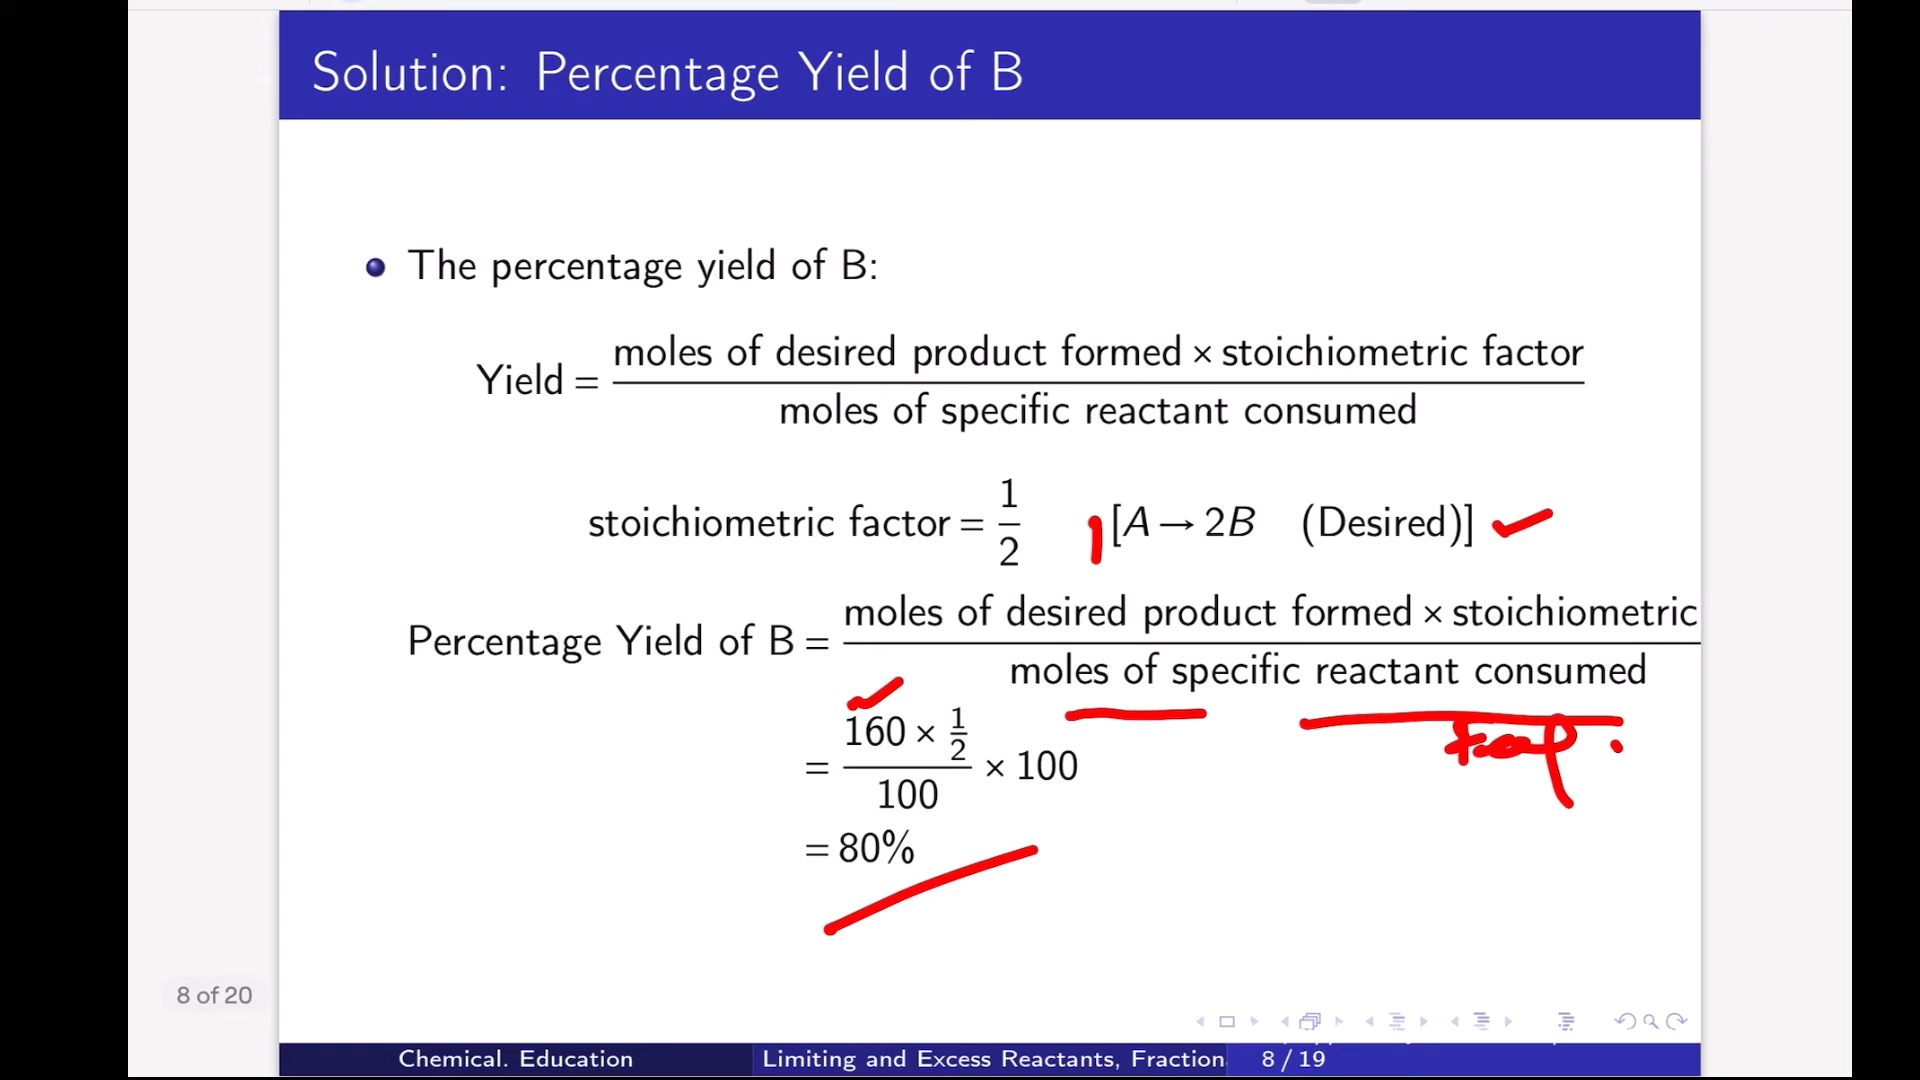 Solution: Percentage Yield of B
The percentage yield of B:
Yield = moles of desired product formed × stoichiometric factor / moles of specific reactant consumed
stoichiometric factor = 1/2 [A → 2B (Desired)]
Percentage Yield of B = moles of desired product formed × stoichiometric / moles of specific reactant consumed
= 160 × 1/2 / 100 × 100
= 80%
8 of 20
Chemical. Education Limiting and Excess Reactants, Fraction 8 / 19